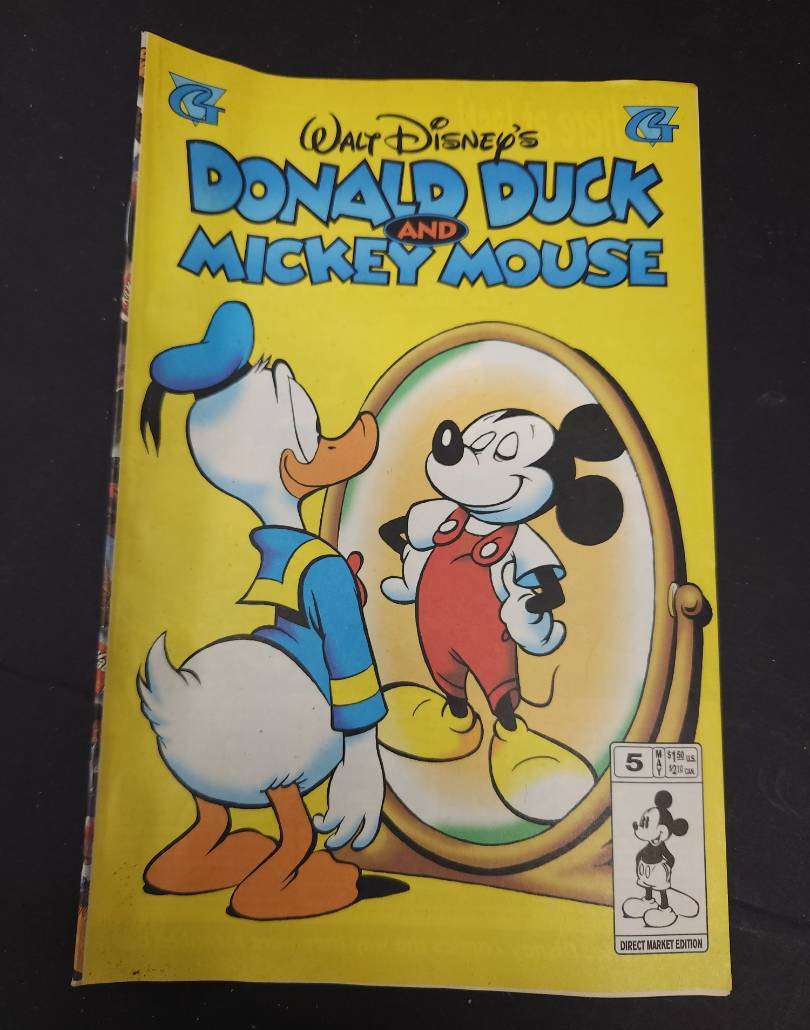 G G
WALT DISNEY'S
DONALD DUCK
AND
MICKEY MOUSE
5 MAY $1.50 U.S.
$2.10 CAN.
DIRECT MARKET EDITION